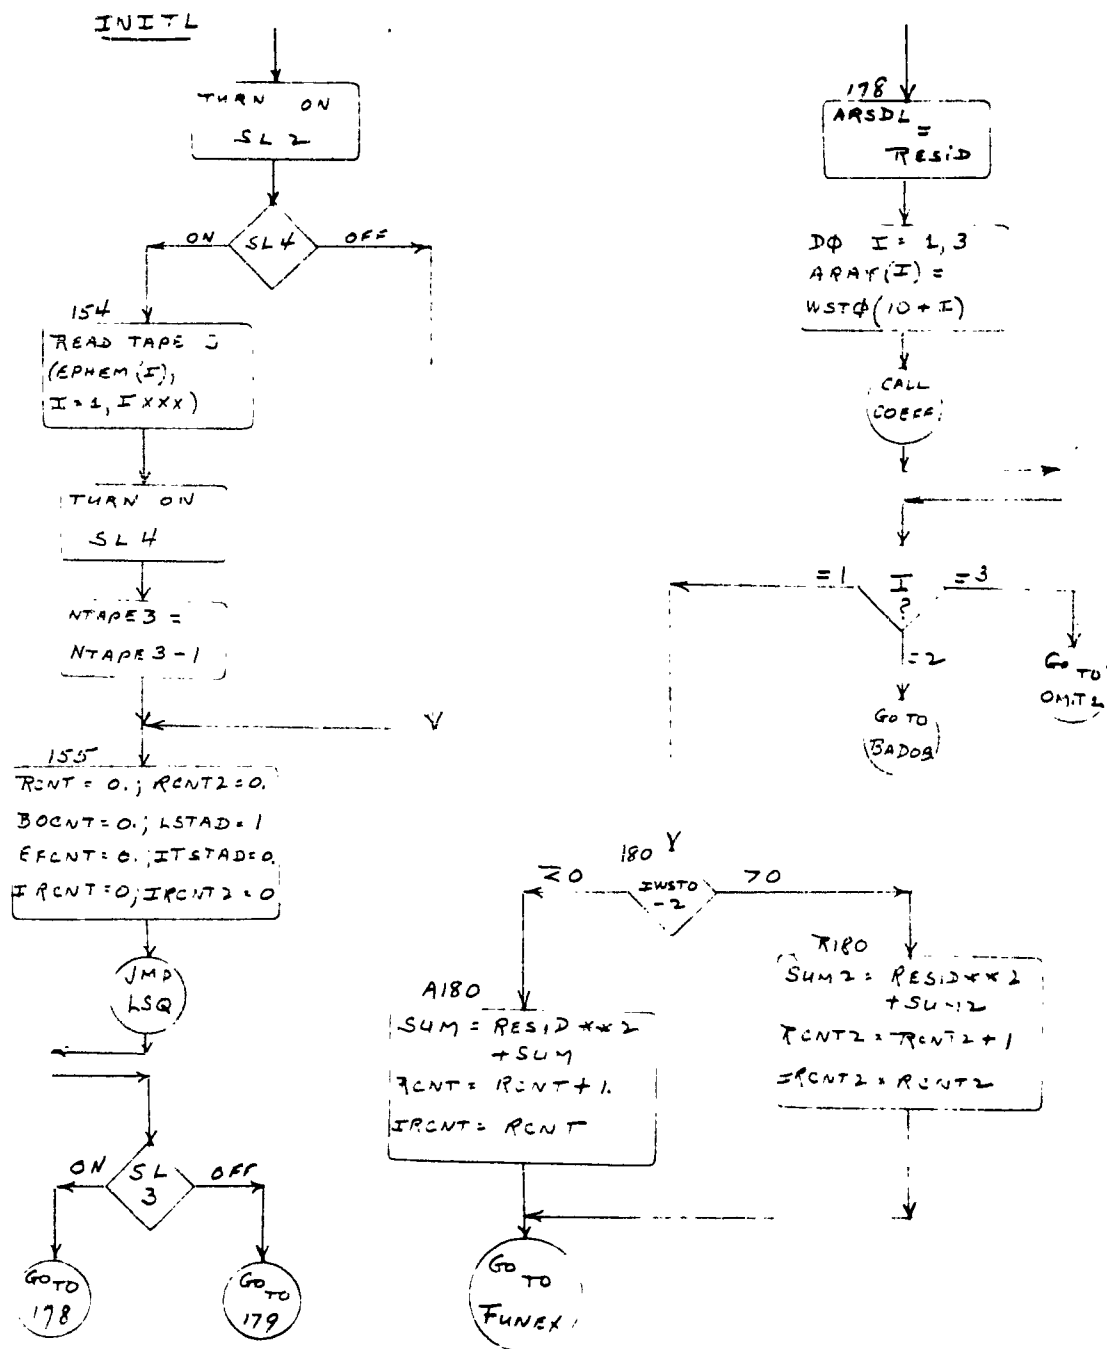 INITL
TURN ON
SL 2
ON
SL 4
OFF
154
READ TAPE J
(EPHEM(I),
I=1, IXXX)
TURN ON
SL 4
NTAPE3 =
NTAPE3-1
155
RCNT = 0.; RCNT2=0.
BOCNT=0.; LSTAD=1
EFCNT=0.; ITSTAD=0.
IRCNT=0; IRCNT2=0
JMP
LSQ
ON
SL
3
OFF
GO TO
178
GO TO
179
178
ARSDL
=
RESID
DØ I = 1, 3
ARAY(I) =
WSTØ(10+I)
CALL
COEFF
=1
I
?
=3
=2
GO TO
OMIT2
GO TO
BADOB
180
≤0
IWSTO
-2
>0
A180
SUM = RESID**2
+SUM
RCNT = RCNT+1.
IRCNT = RCNT
R180
SUM2 = RESID**2
+SUM2
RCNT2 = RCNT2+1
IRCNT2 = RCNT2
GO TO
FUNEX